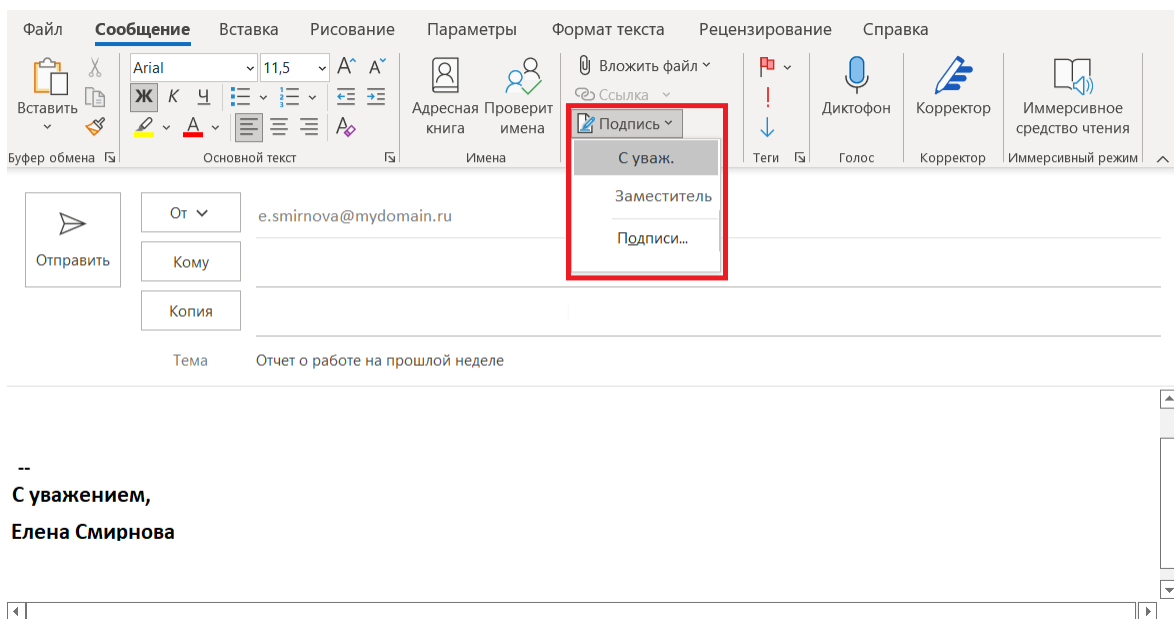 Файл Сообщение Вставка Рисование Параметры Формат текста Рецензирование Справка
Вставить
Буфер обмена
Arial 11,5
Ж К Ч
Основной текст
Адресная книга
Проверит имена
Имена
Вложить файл
Ссылка
Подпись
С уваж.
Заместитель
Подписи...
Теги
Диктофон
Голос
Корректор
Корректор
Иммерсивное
средство чтения
Иммерсивный режим
Отправить
От e.smirnova@mydomain.ru
Кому
Копия
Тема Отчет о работе на прошлой неделе
--
С уважением,
Елена Смирнова